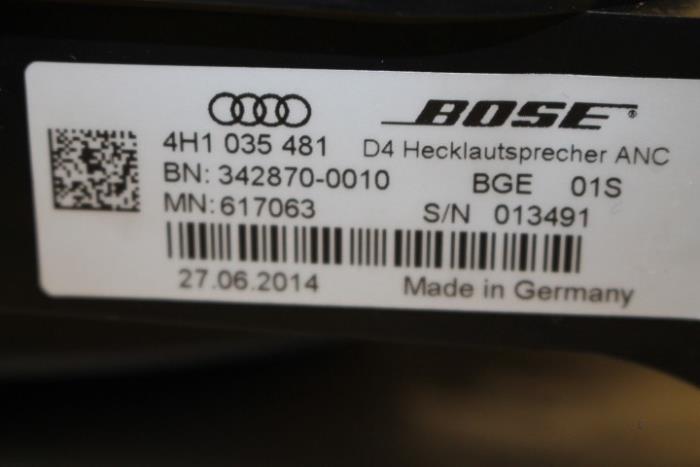 BOSE®
4H1 035 481 D4 Hecklautsprecher ANC
BN: 342870-0010 BGE 01S
MN: 617063 S/N 013491
27.06.2014 Made in Germany